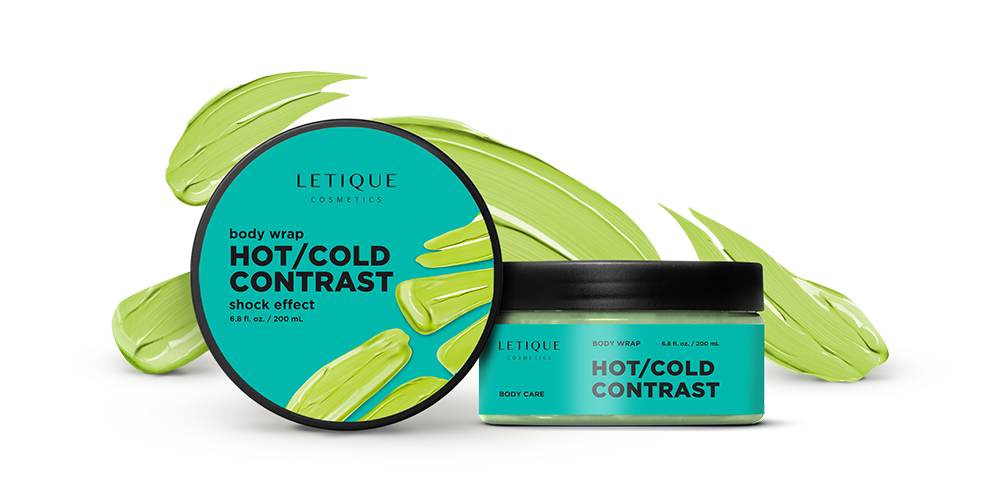 LETIQUE
COSMETICS
body wrap
HOT/COLD
CONTRAST
shock effect
6.8 fl. oz. / 200 mL
LETIQUE
COSMETICS
BODY CARE
BODY WRAP 6.8 fl. oz. / 200 mL
HOT/COLD
CONTRAST